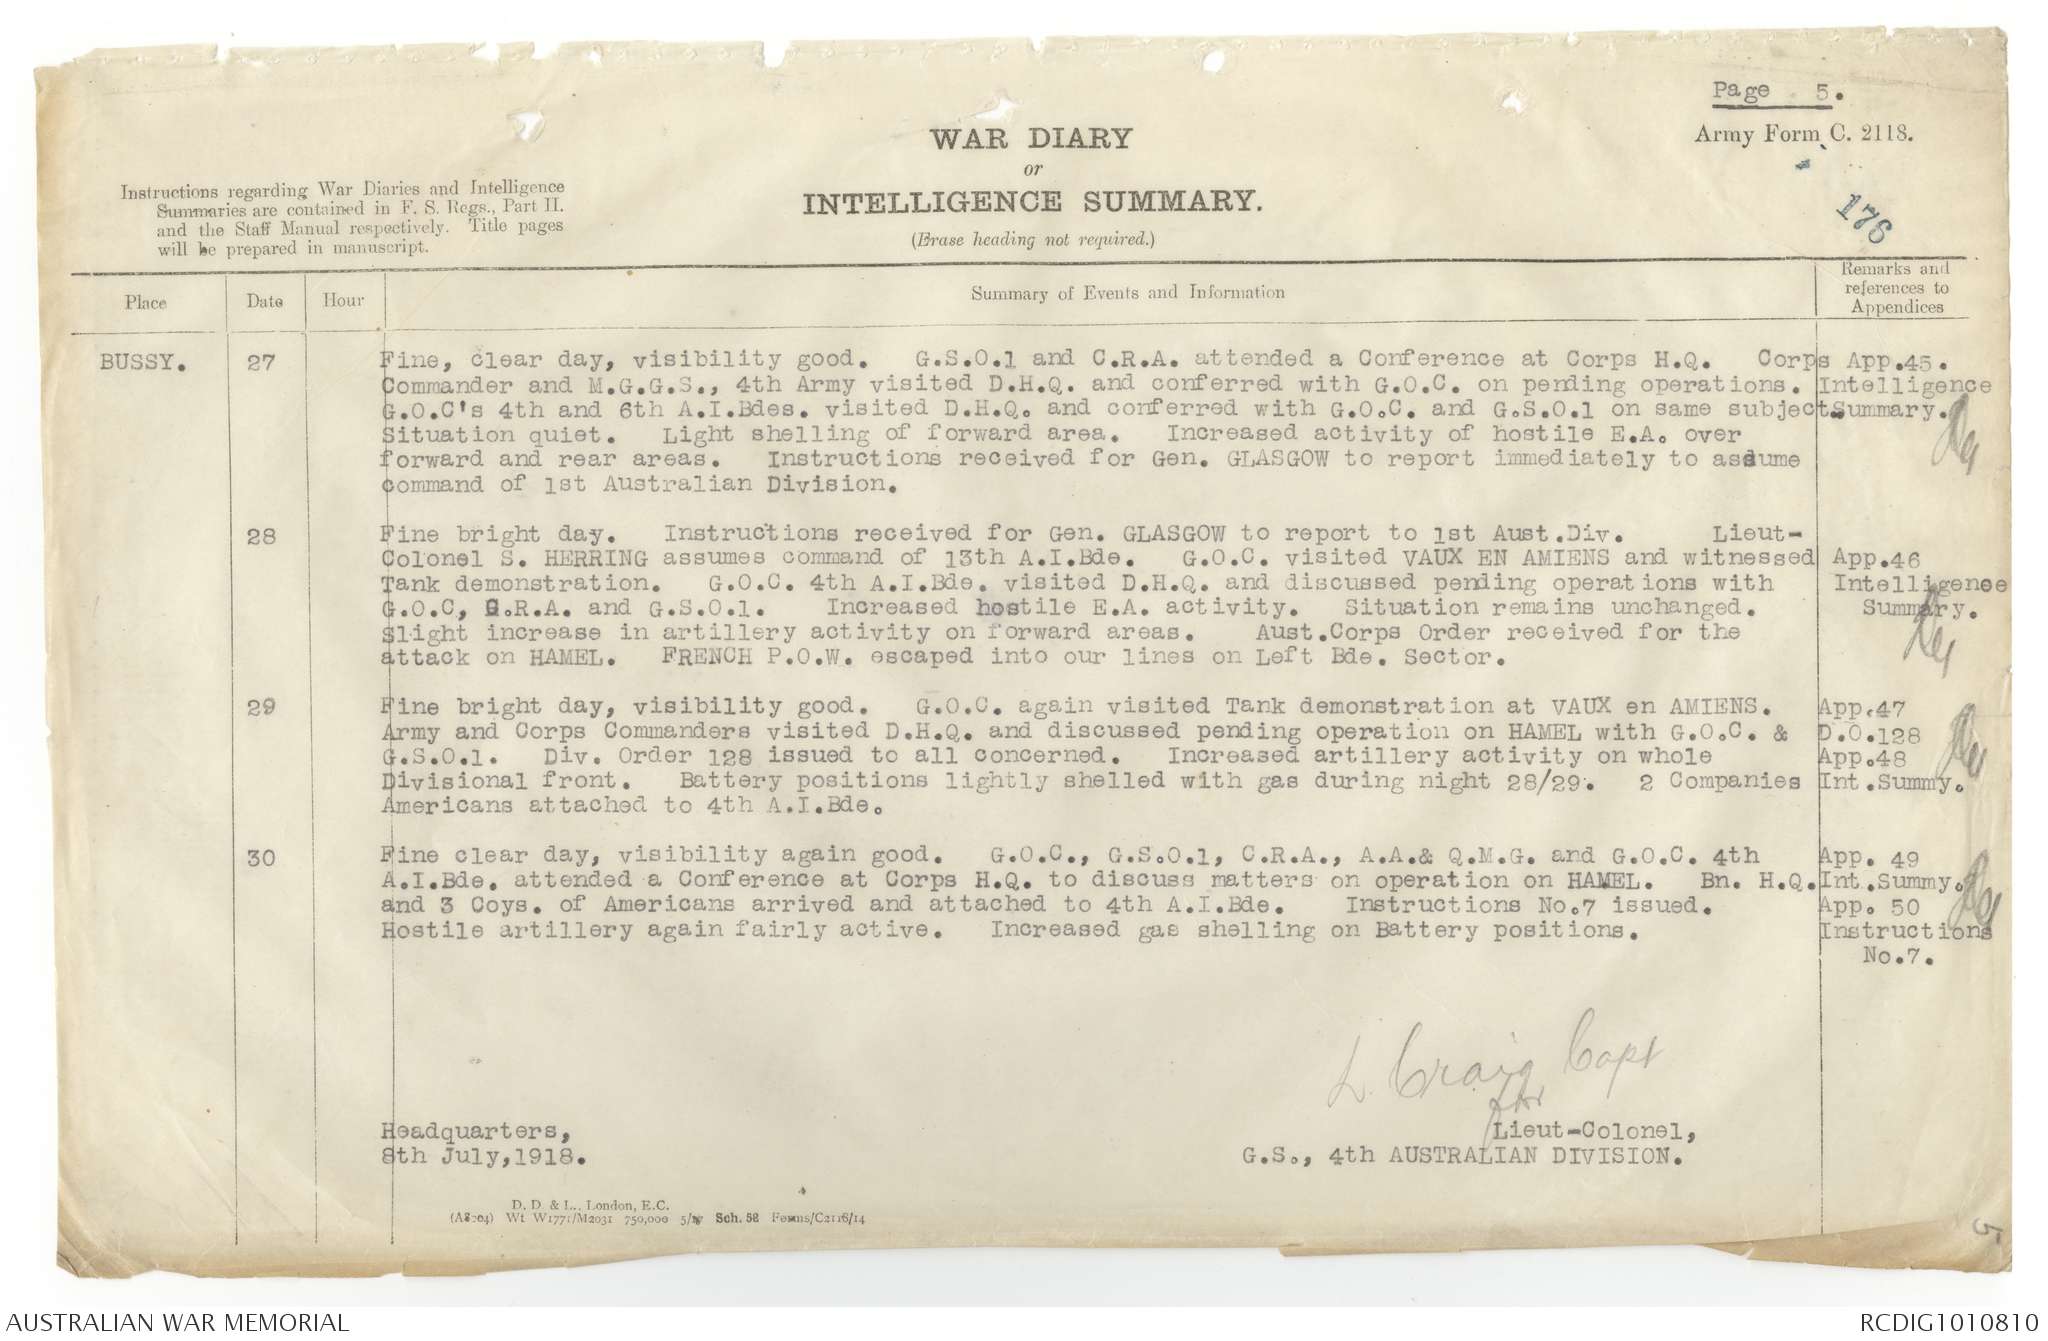 Page 5.
Army Form C. 2118.
WAR DIARY
or
INTELLIGENCE SUMMARY.
(Erase heading not required.)
Instructions regarding War Diaries and Intelligence
Summaries are contained in F. S. Regs., Part II.
and the Staff Manual respectively. Title pages
will be prepared in manuscript.
178
Place Date Hour Summary of Events and Information Remarks and
references to
Appendices
BUSSY. 27 Fine, clear day, visibility good. G.S.O.1 and C.R.A. attended a Conference at Corps H.Q. Corps App.45.
Commander and M.G.G.S., 4th Army visited D.H.Q. and conferred with G.O.C. on pending operations. Intelligence
G.O.C's 4th and 6th A.I.Bdes. visited D.H.Q. and conferred with G.O.C. and G.S.O.1 on same subject. Summary.
Situation quiet. Light shelling of forward area. Increased activity of hostile E.A. over
forward and rear areas. Instructions received for Gen. GLASGOW to report immediately to assume
command of 1st Australian Division.
28 Fine bright day. Instructions received for Gen. GLASGOW to report to 1st Aust.Div. Lieut-
Colonel S. HERRING assumes command of 13th A.I.Bde. G.O.C. visited VAUX EN AMIENS and witnessed App.46
Tank demonstration. G.O.C. 4th A.I.Bde. visited D.H.Q. and discussed pending operations with Intelligence
G.O.C, C.R.A. and G.S.O.1. Increased hostile E.A. activity. Situation remains unchanged. Summary.
Slight increase in artillery activity on forward areas. Aust.Corps Order received for the
attack on HAMEL. FRENCH P.O.W. escaped into our lines on Left Bde. Sector.
29 Fine bright day, visibility good. G.O.C. again visited Tank demonstration at VAUX en AMIENS. App.47
Army and Corps Commanders visited D.H.Q. and discussed pending operation on HAMEL with G.O.C. & D.O.128
G.S.O.1. Div. Order 128 issued to all concerned. Increased artillery activity on whole App.48
Divisional front. Battery positions lightly shelled with gas during night 28/29. 2 Companies Int.Summy.
Americans attached to 4th A.I.Bde.
30 Fine clear day, visibility again good. G.O.C., G.S.O.1, C.R.A., A.A.& Q.M.G. and G.O.C. 4th App. 49
A.I.Bde. attended a Conference at Corps H.Q. to discuss matters on operation on HAMEL. Bn. H.Q. Int.Summy.
and 3 Coys. of Americans arrived and attached to 4th A.I.Bde. Instructions No.7 issued. App. 50
Hostile artillery again fairly active. Increased gas shelling on Battery positions. Instructions
No.7.
L. Craig Capt
for
Headquarters, Lieut-Colonel,
8th July,1918. G.S., 4th AUSTRALIAN DIVISION.
D. D. & L., London, E.C.
(A8204) Wt W1771/M2031 750,000 5/17 Sch. 52 Forms/C2118/14
5
AUSTRALIAN WAR MEMORIAL RCDIG1010810